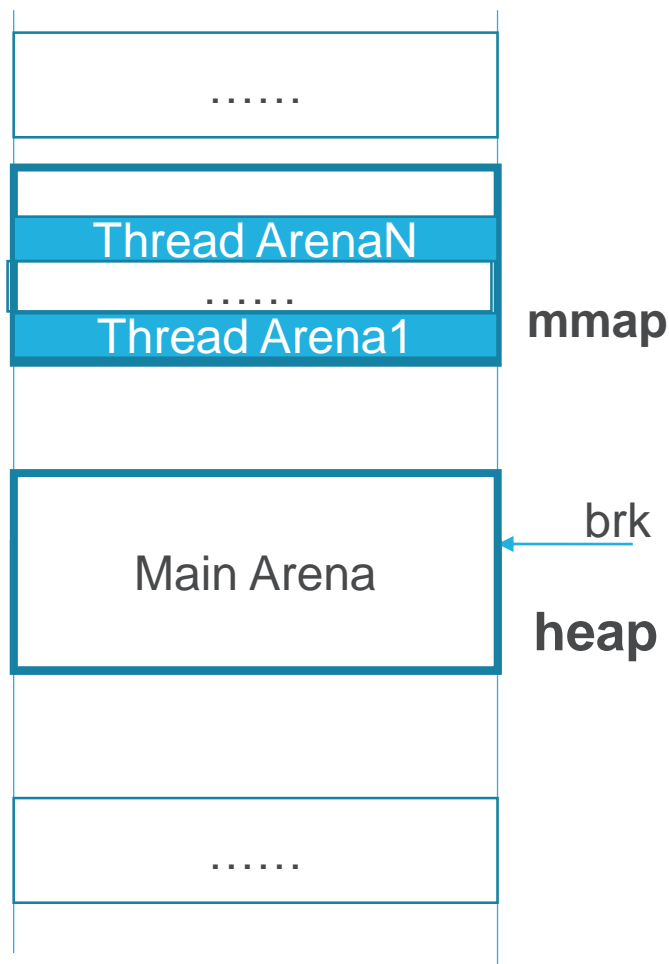 ......
Thread ArenaN
......
Thread Arena1
mmap
brk
Main Arena
heap
......